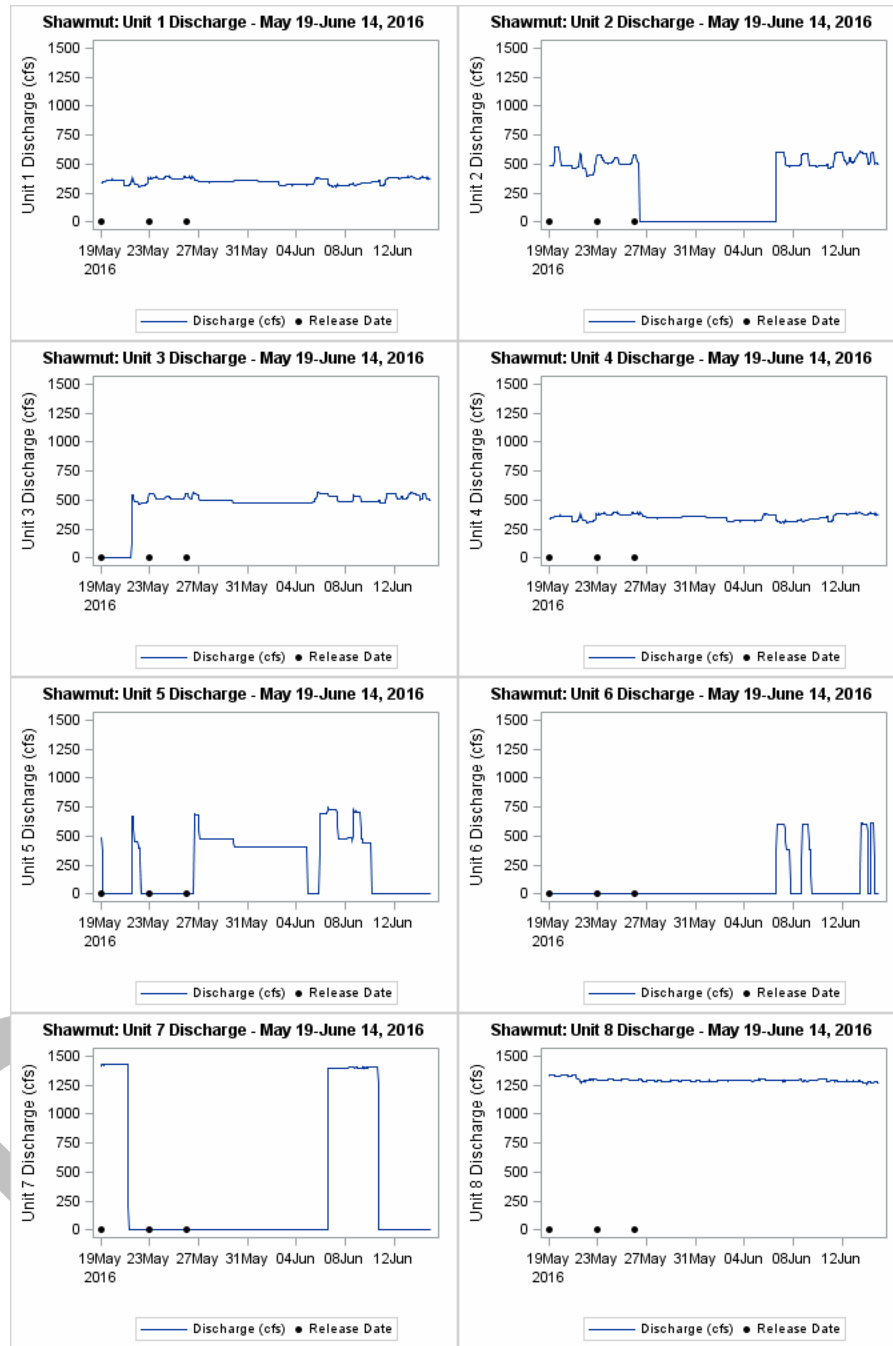 Shawmut: Unit 1 Discharge - May 19-June 14, 2016
Unit 1 Discharge (cfs)
1500
1250
1000
750
500
250
0
19May 23May 27May 31May 04Jun 08Jun 12Jun
2016
Discharge (cfs) ● Release Date
Shawmut: Unit 2 Discharge - May 19-June 14, 2016
Unit 2 Discharge (cfs)
1500
1250
1000
750
500
250
0
19May 23May 27May 31May 04Jun 08Jun 12Jun
2016
Discharge (cfs) ● Release Date
Shawmut: Unit 3 Discharge - May 19-June 14, 2016
Unit 3 Discharge (cfs)
1500
1250
1000
750
500
250
0
19May 23May 27May 31May 04Jun 08Jun 12Jun
2016
Discharge (cfs) ● Release Date
Shawmut: Unit 4 Discharge - May 19-June 14, 2016
Unit 4 Discharge (cfs)
1500
1250
1000
750
500
250
0
19May 23May 27May 31May 04Jun 08Jun 12Jun
2016
Discharge (cfs) ● Release Date
Shawmut: Unit 5 Discharge - May 19-June 14, 2016
Unit 5 Discharge (cfs)
1500
1250
1000
750
500
250
0
19May 23May 27May 31May 04Jun 08Jun 12Jun
2016
Discharge (cfs) ● Release Date
Shawmut: Unit 6 Discharge - May 19-June 14, 2016
Unit 6 Discharge (cfs)
1500
1250
1000
750
500
250
0
19May 23May 27May 31May 04Jun 08Jun 12Jun
2016
Discharge (cfs) ● Release Date
Shawmut: Unit 7 Discharge - May 19-June 14, 2016
Unit 7 Discharge (cfs)
1500
1250
1000
750
500
250
0
19May 23May 27May 31May 04Jun 08Jun 12Jun
2016
Discharge (cfs) ● Release Date
Shawmut: Unit 8 Discharge - May 19-June 14, 2016
Unit 8 Discharge (cfs)
1500
1250
1000
750
500
250
0
19May 23May 27May 31May 04Jun 08Jun 12Jun
2016
Discharge (cfs) ● Release Date